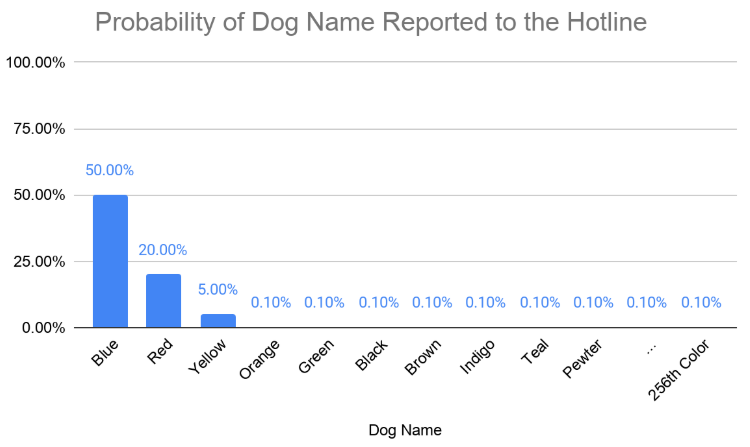 Probability of Dog Name Reported to the Hotline
100.00%
75.00%
50.00%
25.00%
0.00%
50.00%
20.00%
5.00%
0.10%
0.10%
0.10%
0.10%
0.10%
0.10%
0.10%
0.10%
0.10%
Blue
Red
Yellow
Orange
Green
Black
Brown
Indigo
Teal
Pewter
...
256th Color
Dog Name